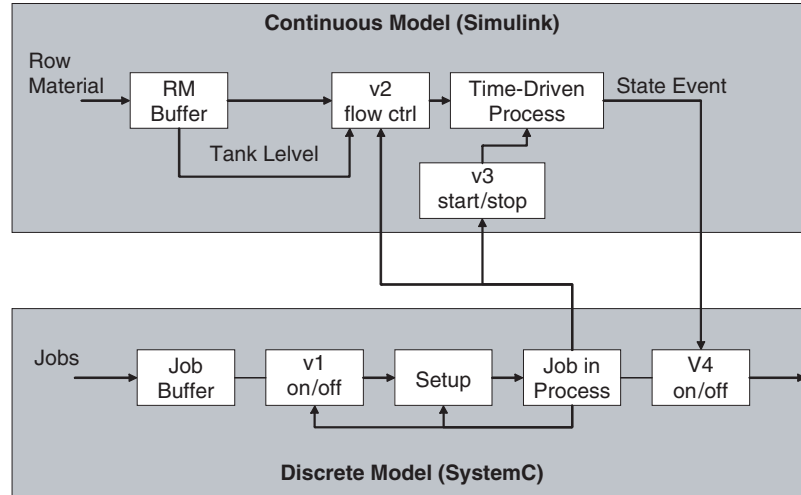 Continuous Model (Simulink)
Row
Material
RM
Buffer
v2
flow ctrl
Time-Driven
Process
State Event
Tank Lelvel
v3
start/stop
Jobs
Job
Buffer
v1
on/off
Setup
Job in
Process
V4
on/off
Discrete Model (SystemC)